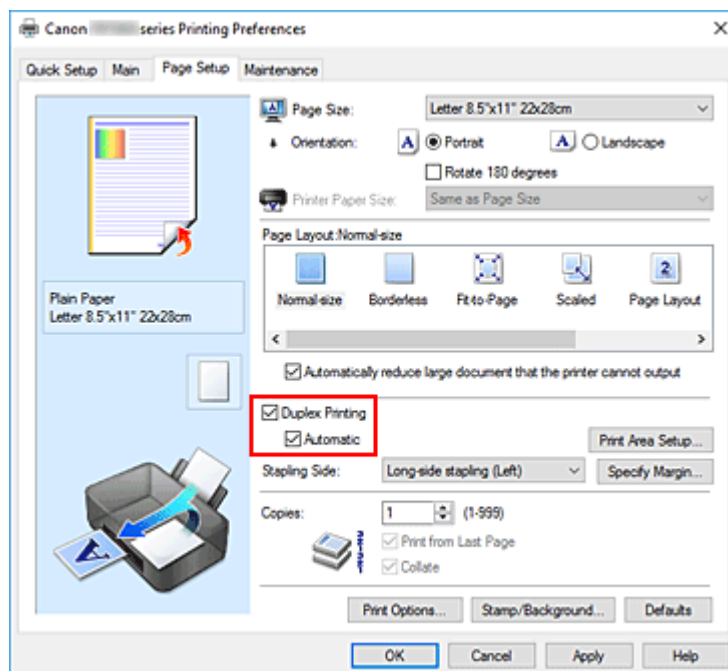 Canon series Printing Preferences
Quick Setup Main Page Setup Maintenance
Page Size: Letter 8.5"x11" 22x28cm
Orientation: A Portrait A Landscape
Rotate 180 degrees
Printer Paper Size: Same as Page Size
Page Layout:Normal-size
2
Normal-size Borderless Fit-to-Page Scaled Page Layout
Plain Paper
Letter 8.5"x11" 22x28cm
Automatically reduce large document that the printer cannot output
Duplex Printing
Automatic
Print Area Setup...
Stapling Side: Long-side stapling (Left) Specify Margin...
Copies: 1 (1-999)
Print from Last Page
Collate
A
Print Options... Stamp/Background... Defaults
OK Cancel Apply Help